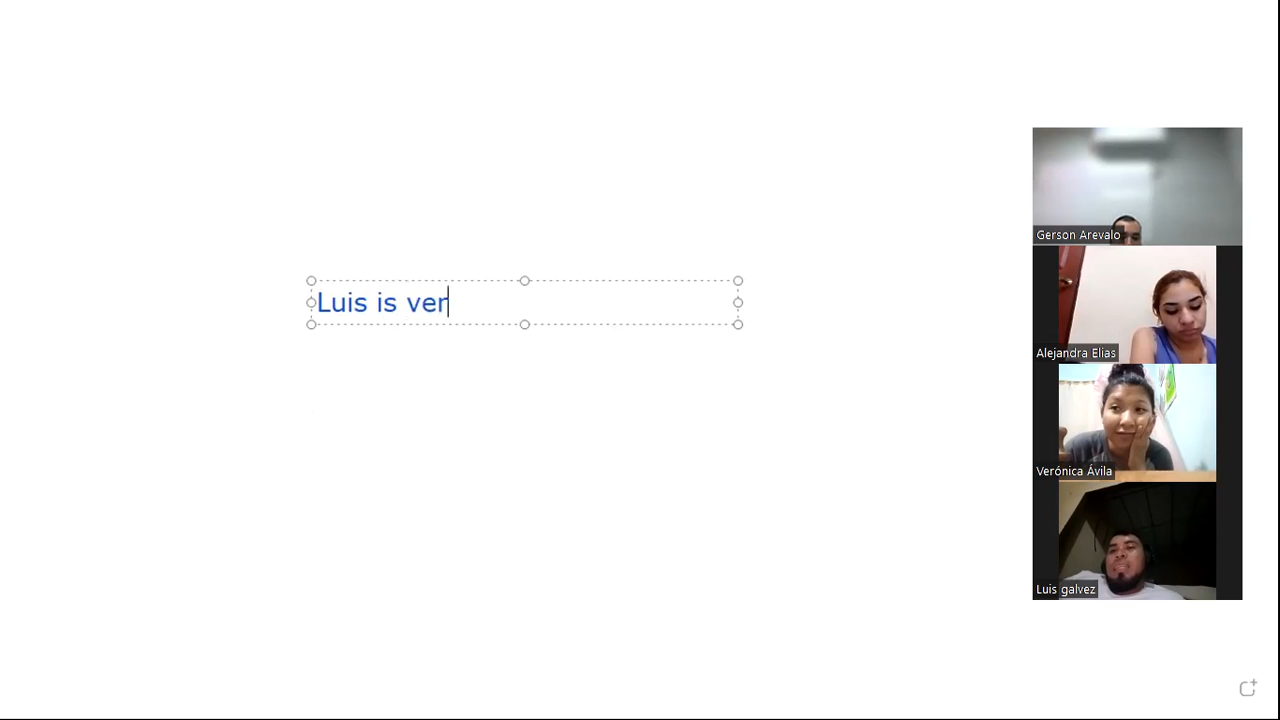 Luis is ver
Gerson Arevalo
Alejandra Elias
Verónica Ávila
Luis galvez